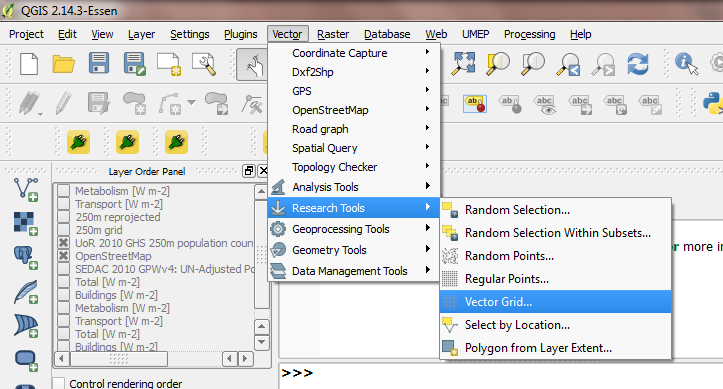 QGIS 2.14.3-Essen
Project Edit View Layer Settings Plugins Vector Raster Database Web UMEP Processing Help
Coordinate Capture
Dxf2Shp
GPS
OpenStreetMap
Road graph
Spatial Query
Topology Checker
Analysis Tools
Research Tools
Geoprocessing Tools
Geometry Tools
Data Management Tools
Random Selection...
Random Selection Within Subsets...
Random Points...
Regular Points...
Vector Grid...
Select by Location...
Polygon from Layer Extent...
abc abc abc abc abc
Layer Order Panel
Metabolism [W m-2]
Transport [W m-2]
250m reprojected
250m grid
UoR 2010 GHS 250m population coun
OpenStreetMap
SEDAC 2010 GPWv4: UN-Adjusted Po
Total [W m-2]
Buildings [W m-2]
Metabolism [W m-2]
Transport [W m-2]
Total [W m-2]
Buildings [W m-2]
Control rendering order
r more in
>>>